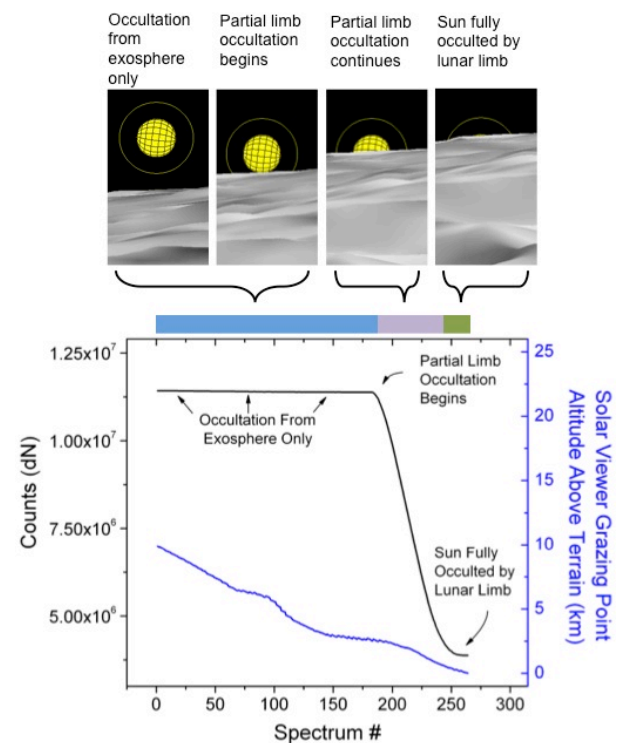 Occultation
from
exosphere
only
Partial limb
occultation
begins
Partial limb
occultation
continues
Sun fully
occulted by
lunar limb
1.25x10⁷
1.00x10⁷
7.50x10⁶
5.00x10⁶
Counts (dN)
Occultation From
Exosphere Only
Partial Limb
Occultation
Begins
Sun Fully
Occulted by
Lunar Limb
25
20
15
10
5
0
Solar Viewer Grazing Point
Altitude Above Terrain (km)
0
50
100
150
200
250
300
Spectrum #